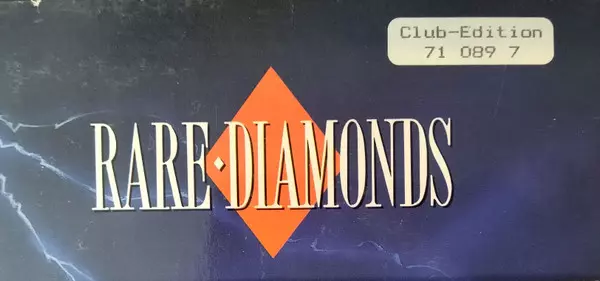 Club-Edition
71 089 7
RARE·DIAMONDS